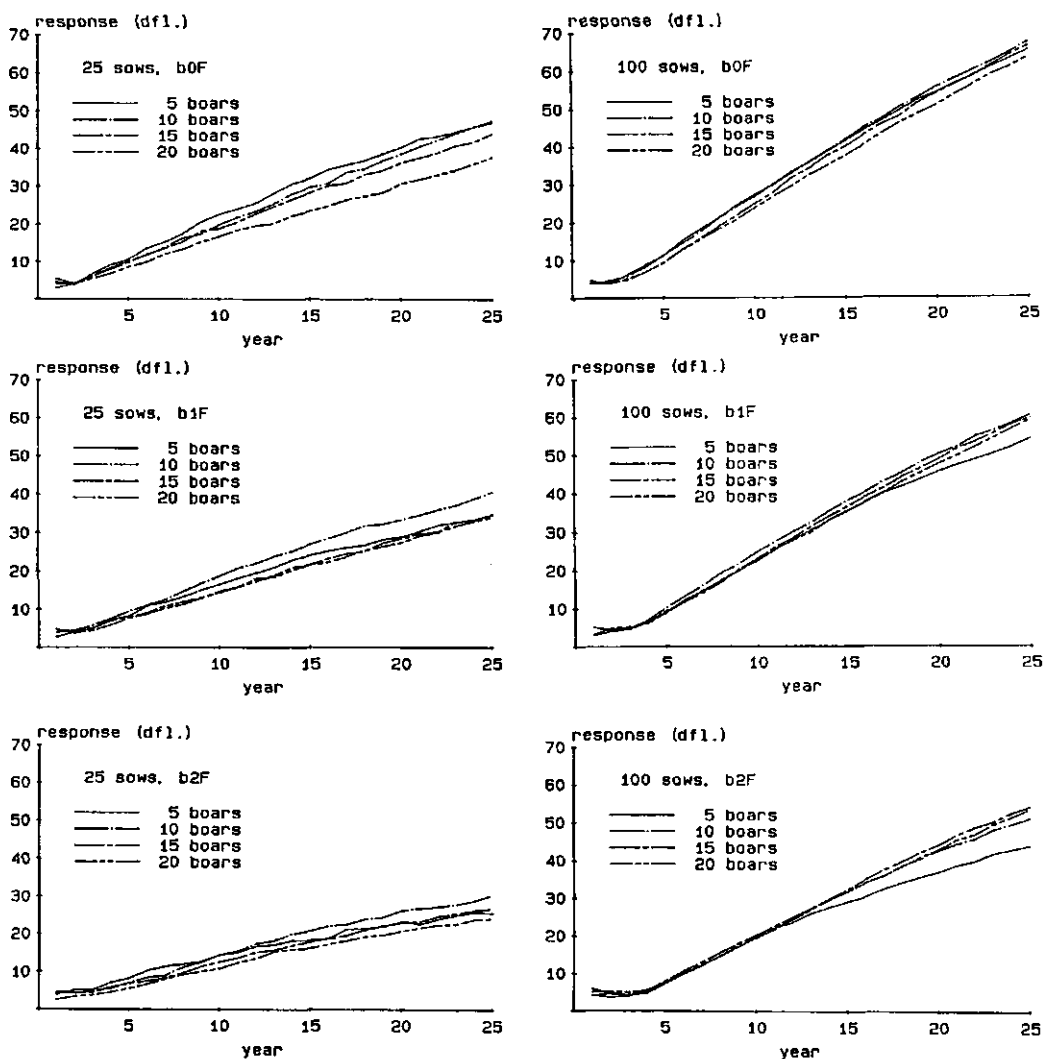 response (dfl.)
70
60
50
40
30
20
10
25 sows, b0F
5 boars
10 boars
15 boars
20 boars
5 10 15 20 25
year
response (dfl.)
70
60
50
40
30
20
10
100 sows, b0F
5 boars
10 boars
15 boars
20 boars
5 10 15 20 25
year
response (dfl.)
70
60
50
40
30
20
10
25 sows, b1F
5 boars
10 boars
15 boars
20 boars
5 10 15 20 25
year
response (dfl.)
70
60
50
40
30
20
10
100 sows, b1F
5 boars
10 boars
15 boars
20 boars
5 10 15 20 25
year
response (dfl.)
70
60
50
40
30
20
10
25 sows, b2F
5 boars
10 boars
15 boars
20 boars
5 10 15 20 25
year
response (dfl.)
70
60
50
40
30
20
10
100 sows, b2F
5 boars
10 boars
15 boars
20 boars
5 10 15 20 25
year